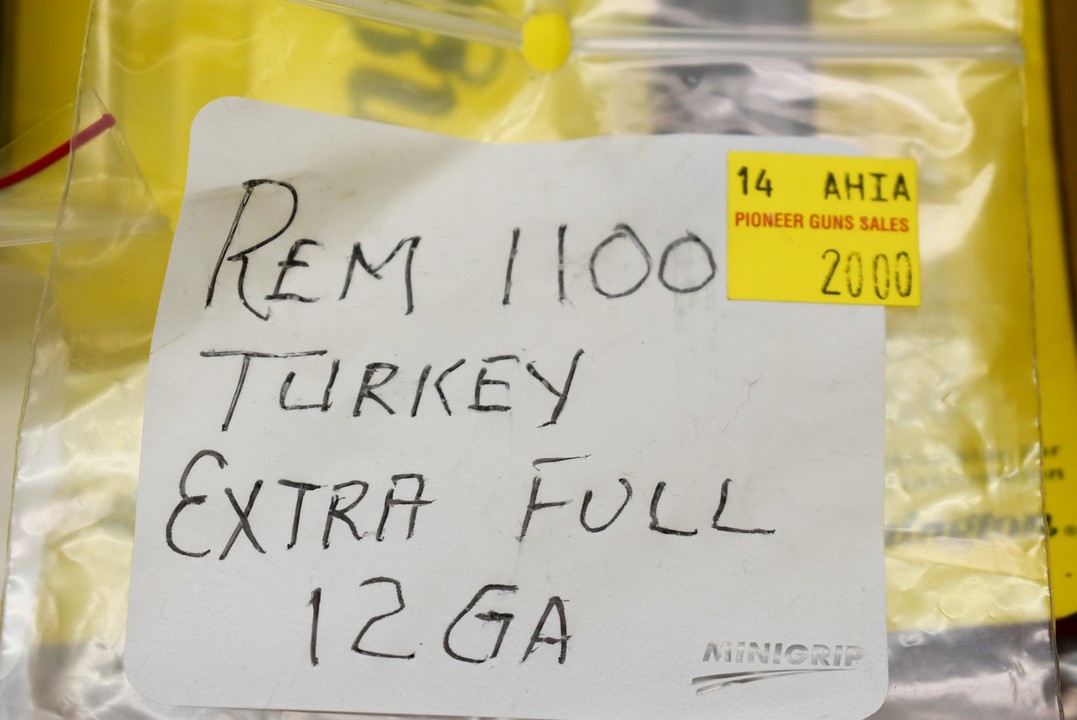 REM 1100
TURKEY
EXTRA FULL
12 GA
14 AHIA
PIONEER GUNS SALES
2000
MINIGRIP